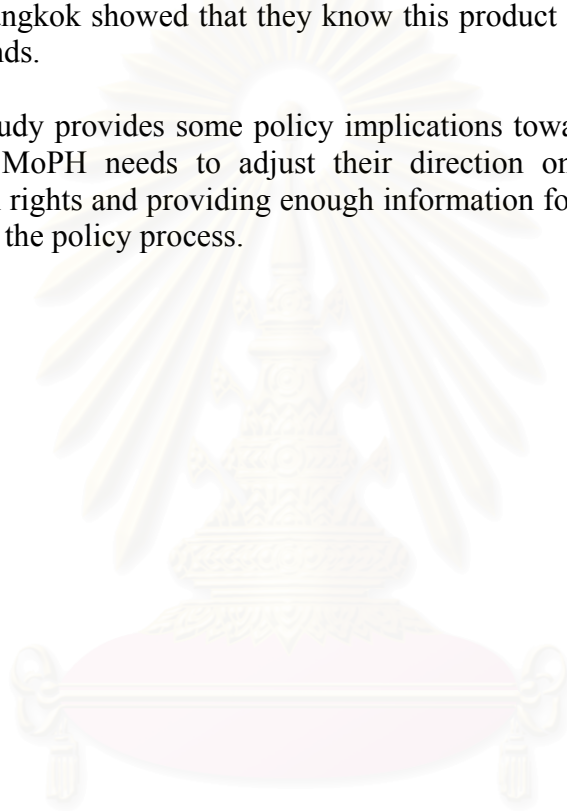 ngkok showed that they know this product
nds.
udy provides some policy implications towa
MoPH needs to adjust their direction on
rights and providing enough information fo
the policy process.